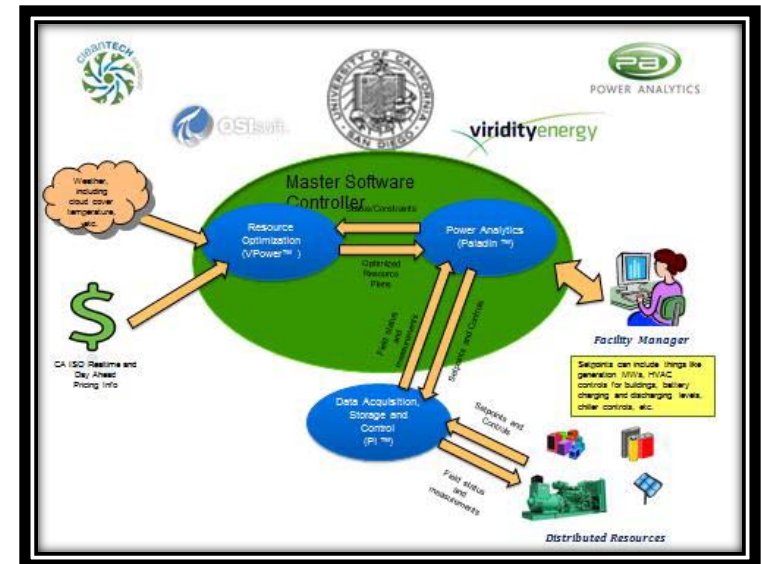 cleanTECH
OSIsoft.
UNIVERSITY OF CALIFORNIA
SAN DIEGO
viridityenergy
PA
POWER ANALYTICS
Master Software
Controller
Weather,
including
cloud cover
temperature,
etc.
Resource
Optimization
(VPower™ )
/Constraints
Power Analytics
(Paladin ™)
Optimized
Resource
Plans
Field status
and
measurements
Setpoints and Controls
$
CA ISO Realtime and
Day Ahead
Pricing Info
Facility Manager
Setpoints can include things like
generation MWs, HVAC
controls for buildings, battery
charging and discharging levels,
chiller controls, etc.
Data Acquisition,
Storage and
Control
(PI ™)
Setpoints and
Controls
Field status
and
measurements
Distributed Resources